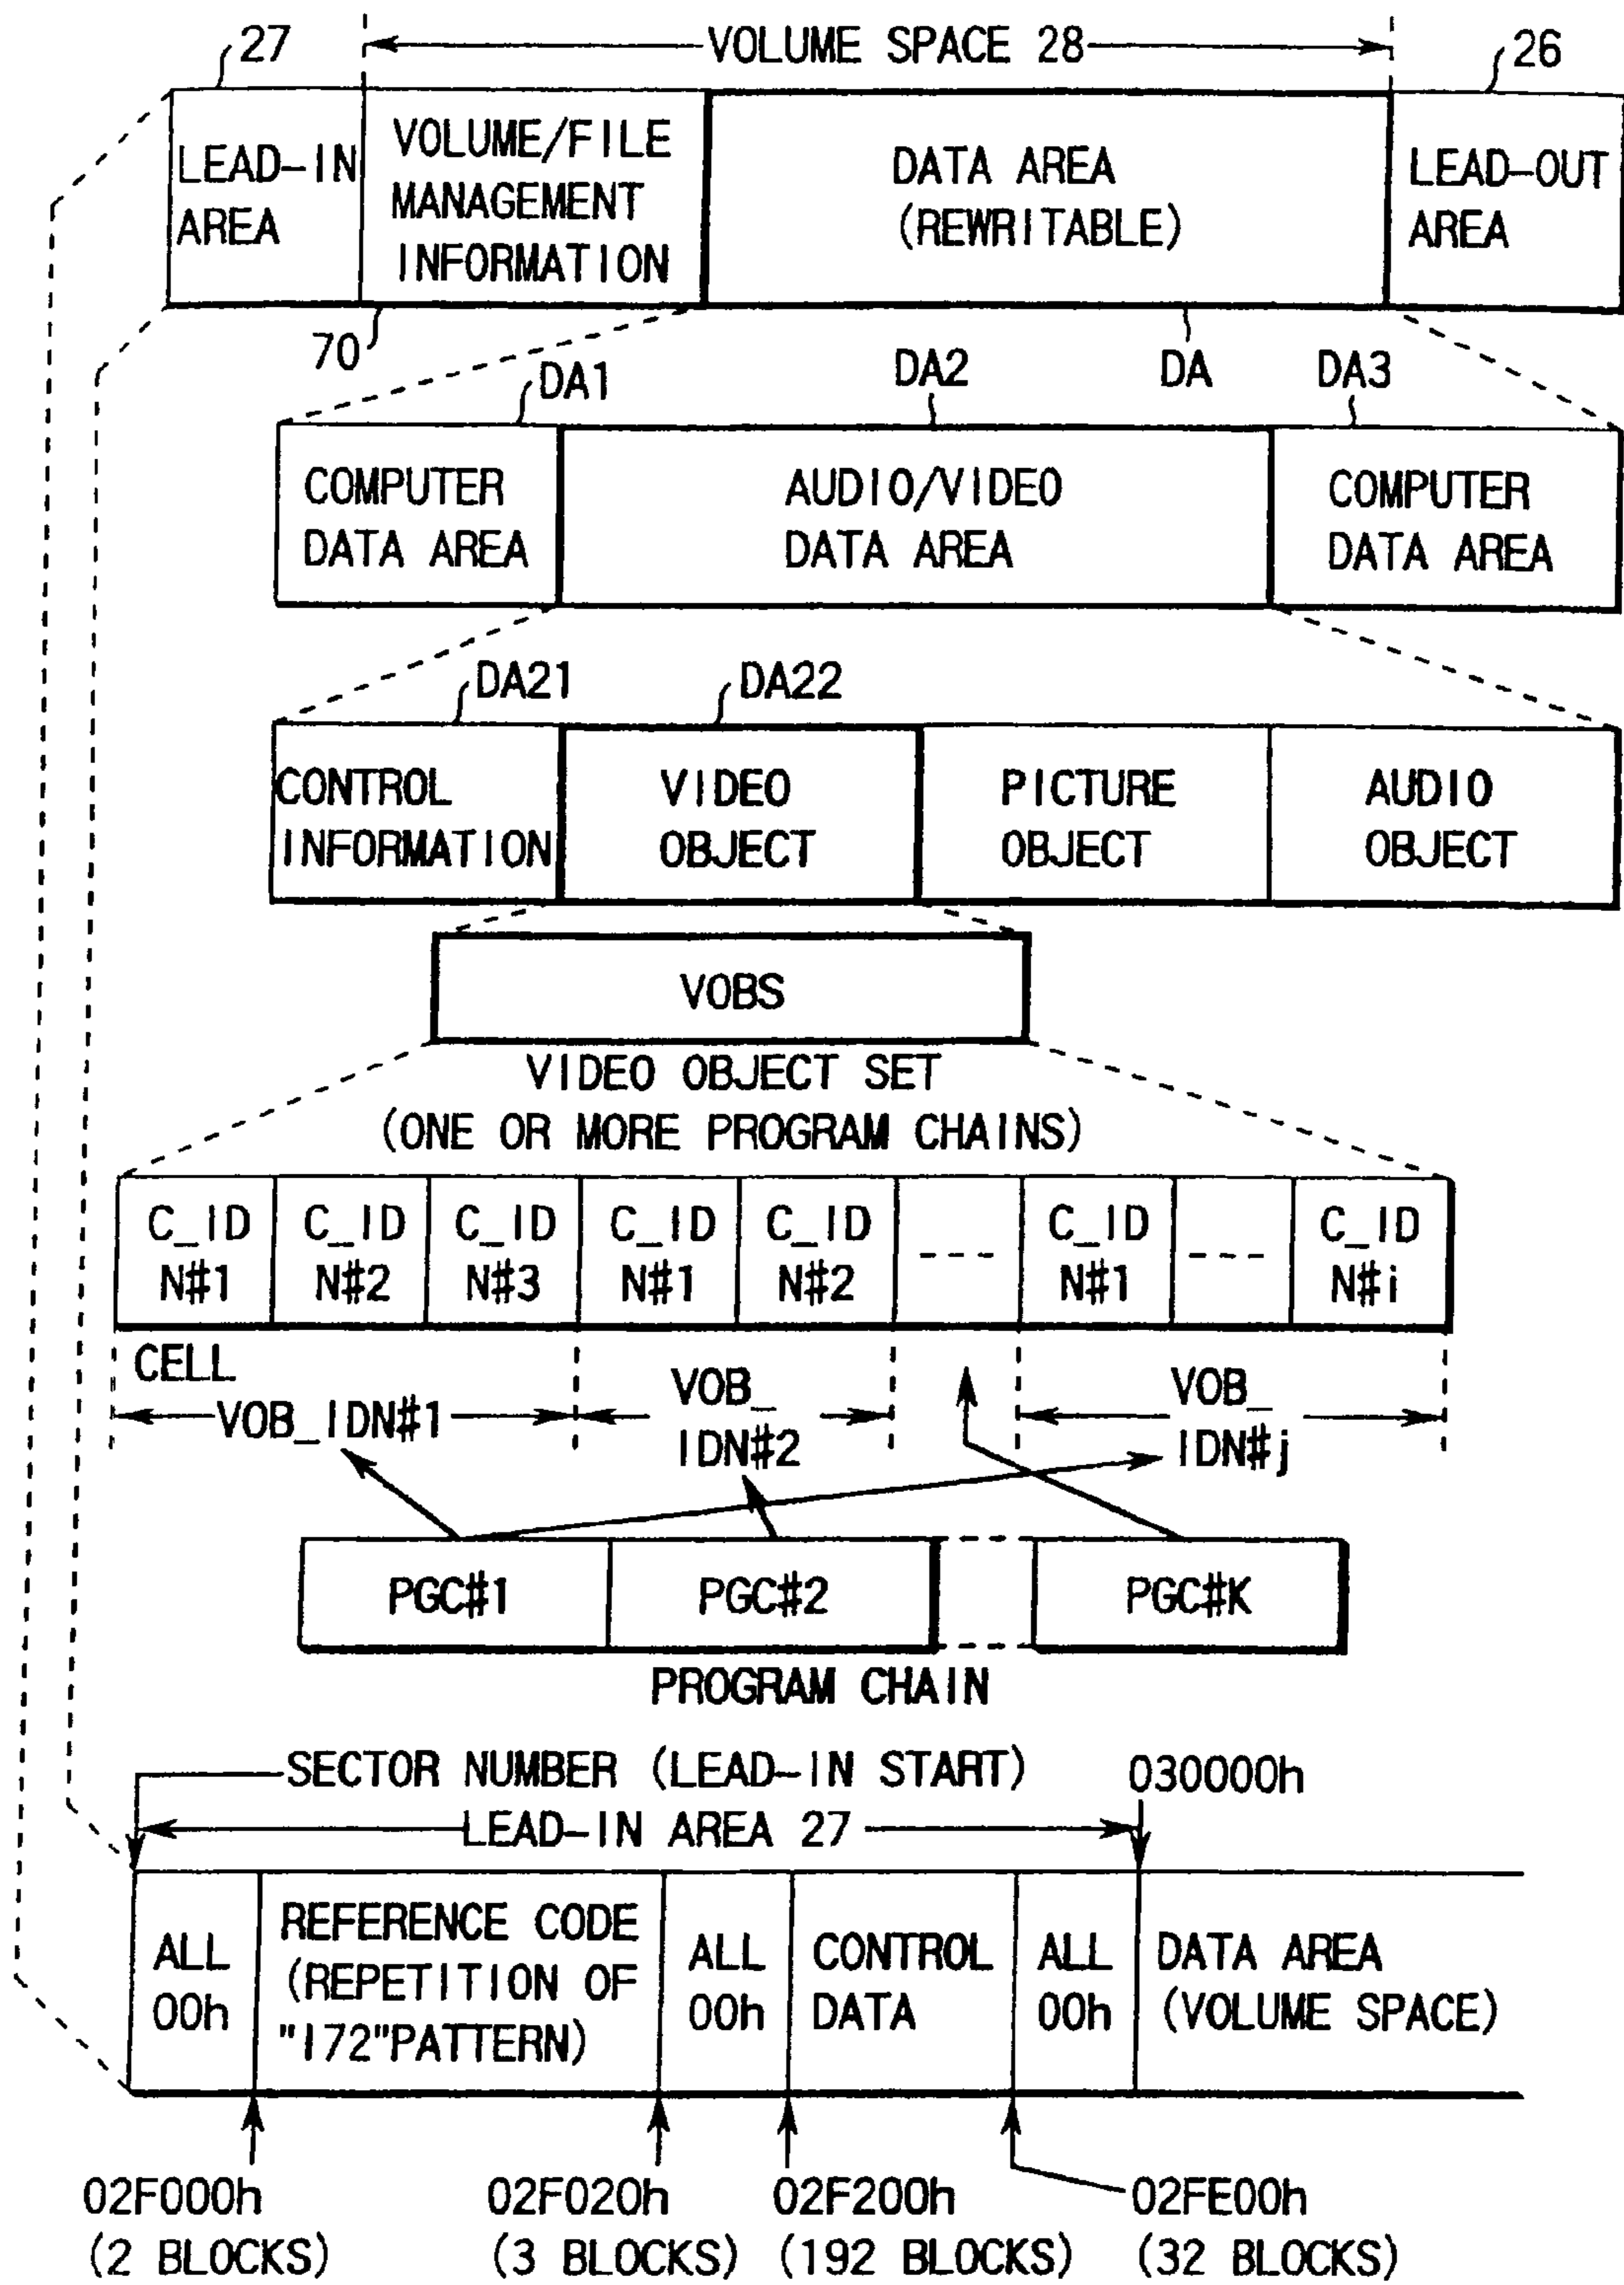 27
VOLUME SPACE 28
26
LEAD-IN
AREA
VOLUME/FILE
MANAGEMENT
INFORMATION
DATA AREA
(REWRITABLE)
LEAD-OUT
AREA
70
DA1
DA2
DA
DA3
COMPUTER
DATA AREA
AUDIO/VIDEO
DATA AREA
COMPUTER
DATA AREA
DA21
DA22
CONTROL
INFORMATION
VIDEO
OBJECT
PICTURE
OBJECT
AUDIO
OBJECT
VOBS
VIDEO OBJECT SET
(ONE OR MORE PROGRAM CHAINS)
C_ID
N#1
C_ID
N#2
C_ID
N#3
C_ID
N#1
C_ID
N#2
----
C_ID
N#1
----
C_ID
N#i
CELL
VOB_IDN#1
VOB_
IDN#2
VOB_
IDN#j
PGC#1
PGC#2
PGC#K
PROGRAM CHAIN
SECTOR NUMBER (LEAD-IN START)
030000h
LEAD-IN AREA 27
ALL
00h
REFERENCE CODE
(REPETITION OF
"172"PATTERN)
ALL
00h
CONTROL
DATA
ALL
00h
DATA AREA
(VOLUME SPACE)
02F000h
(2 BLOCKS)
02F020h
(3 BLOCKS)
02F200h
(192 BLOCKS)
02FE00h
(32 BLOCKS)